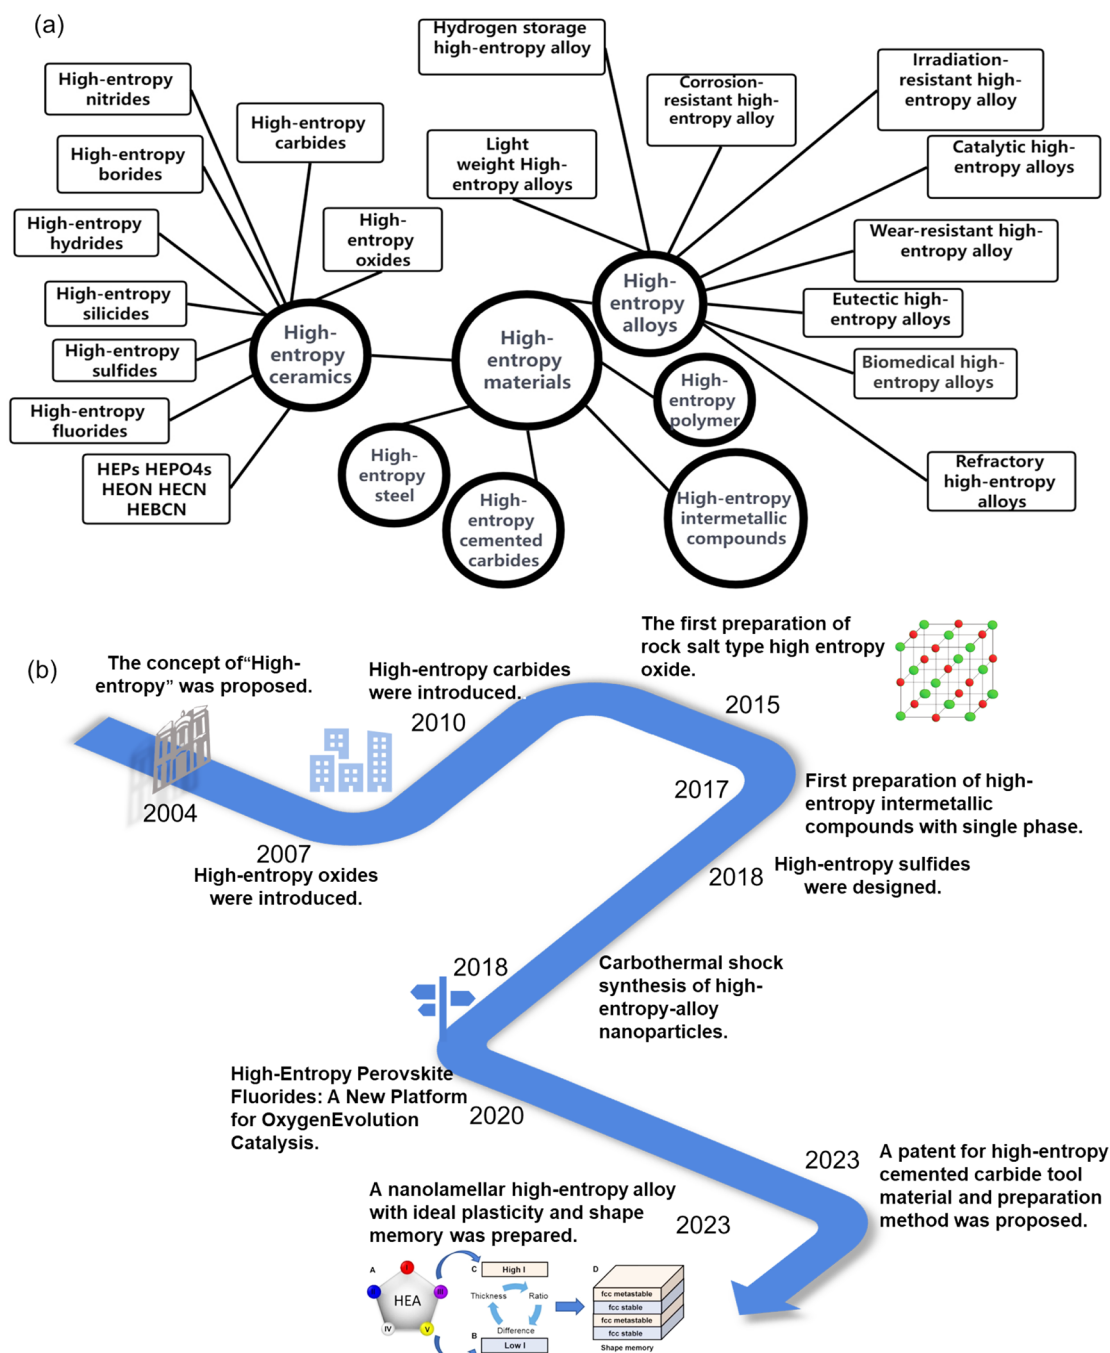 (a)
Hydrogen storage
high-entropy alloy
High-entropy
nitrides
High-entropy
carbides
Corrosion-
resistant high-
entropy alloy
Irradiation-
resistant high-
entropy alloy
High-entropy
borides
Light
weight High-
entropy alloys
Catalytic high-
entropy alloys
High-entropy
hydrides
High-
entropy
oxides
Wear-resistant high-
entropy alloy
High-entropy
silicides
High-
entropy
alloys
Eutectic high-
entropy alloys
High-entropy
sulfides
High-
entropy
ceramics
High-
entropy
materials
Biomedical high-
entropy alloys
High-entropy
fluorides
High-
entropy
polymer
HEPs HEPO4s
HEON HECN
HEBCN
High-
entropy
steel
High-
entropy
cemented
carbides
High-entropy
intermetallic
compounds
Refractory
high-entropy
alloys
(b)
The concept of“High-
entropy” was proposed.
2004
2007
High-entropy oxides
were introduced.
High-entropy carbides
were introduced.
2010
The first preparation of
rock salt type high entropy
oxide.
2015
2017
First preparation of high-
entropy intermetallic
compounds with single phase.
2018
High-entropy sulfides
were designed.
2018
Carbothermal shock
synthesis of high-
entropy-alloy
nanoparticles.
High-Entropy Perovskite
Fluorides: A New Platform
for OxygenEvolution
Catalysis.
2020
2023
A patent for high-entropy
cemented carbide tool
material and preparation
method was proposed.
A nanolamellar high-entropy alloy
with ideal plasticity and shape
memory was prepared.
2023
A
I
II
III
IV
V
HEA
C
High I
Thickness
Ratio
Difference
B
Low I
D
fcc metastable
fcc stable
fcc metastable
fcc stable
Shape memory